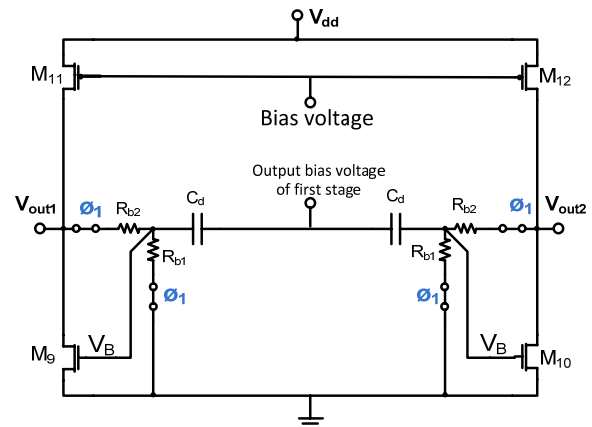 Vdd
M11
M12
Bias voltage
Output bias voltage
of first stage
Vout1
Ø1
Rb2
Cd
Cd
Rb2
Ø1
Vout2
Rb1
Rb1
Ø1
Ø1
M9
VB
VB
M10